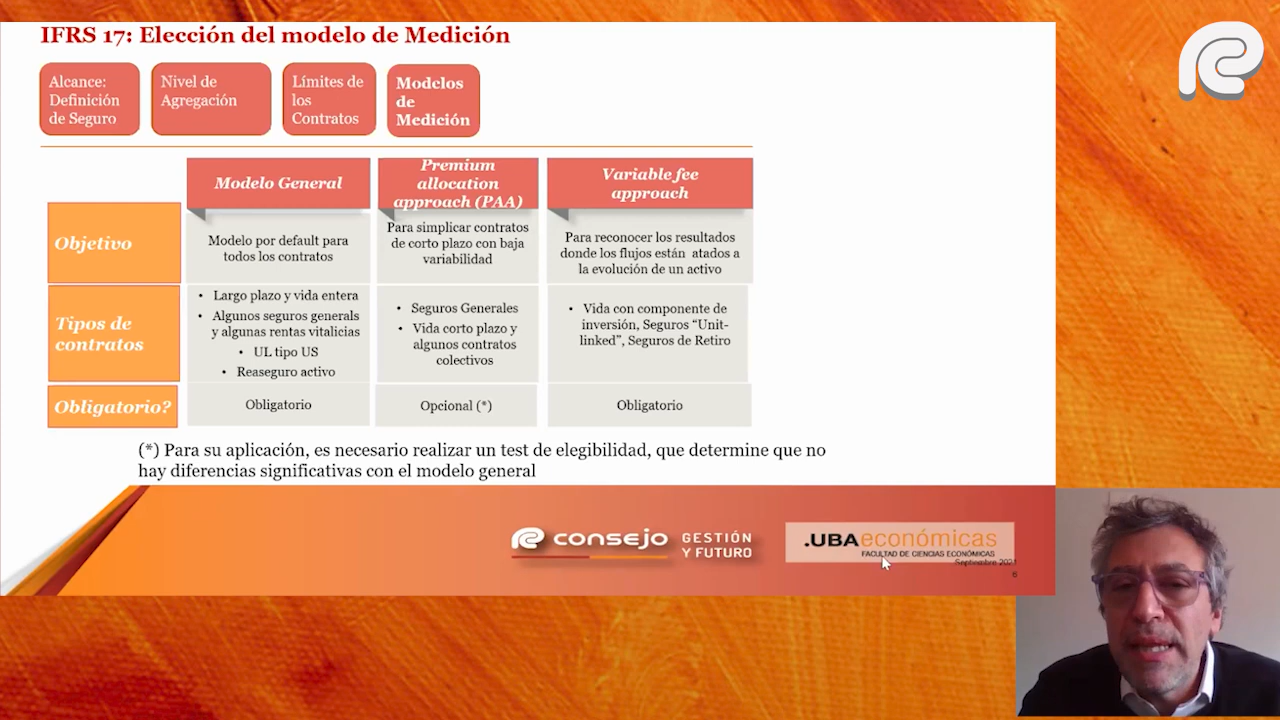 IFRS 17: Elección del modelo de Medición
Alcance:
Definición
de Seguro
Nivel de
Agregación
Límites de
los
Contratos
Modelos
de
Medición
Modelo General
Premium
allocation
approach (PAA)
Variable fee
approach
Objetivo
Modelo por default para
todos los contratos
Para simplicar contratos
de corto plazo con baja
variabilidad
Para reconocer los resultados
donde los flujos están atados a
la evolución de un activo
Tipos de
contratos
• Largo plazo y vida entera
• Algunos seguros generals
y algunas rentas vitalicias
• UL tipo US
• Reaseguro activo
• Seguros Generales
• Vida corto plazo y
algunos contratos
colectivos
• Vida con componente de
inversión, Seguros “Unit-
linked”, Seguros de Retiro
Obligatorio?
Obligatorio
Opcional (*)
Obligatorio
(*) Para su aplicación, es necesario realizar un test de elegibilidad, que determine que no
hay diferencias significativas con el modelo general
consejo
GESTIÓN
Y FUTURO
.UBAeconómicas
FACULTAD DE CIENCIAS ECONÓMICAS
Septiembre 2021
6